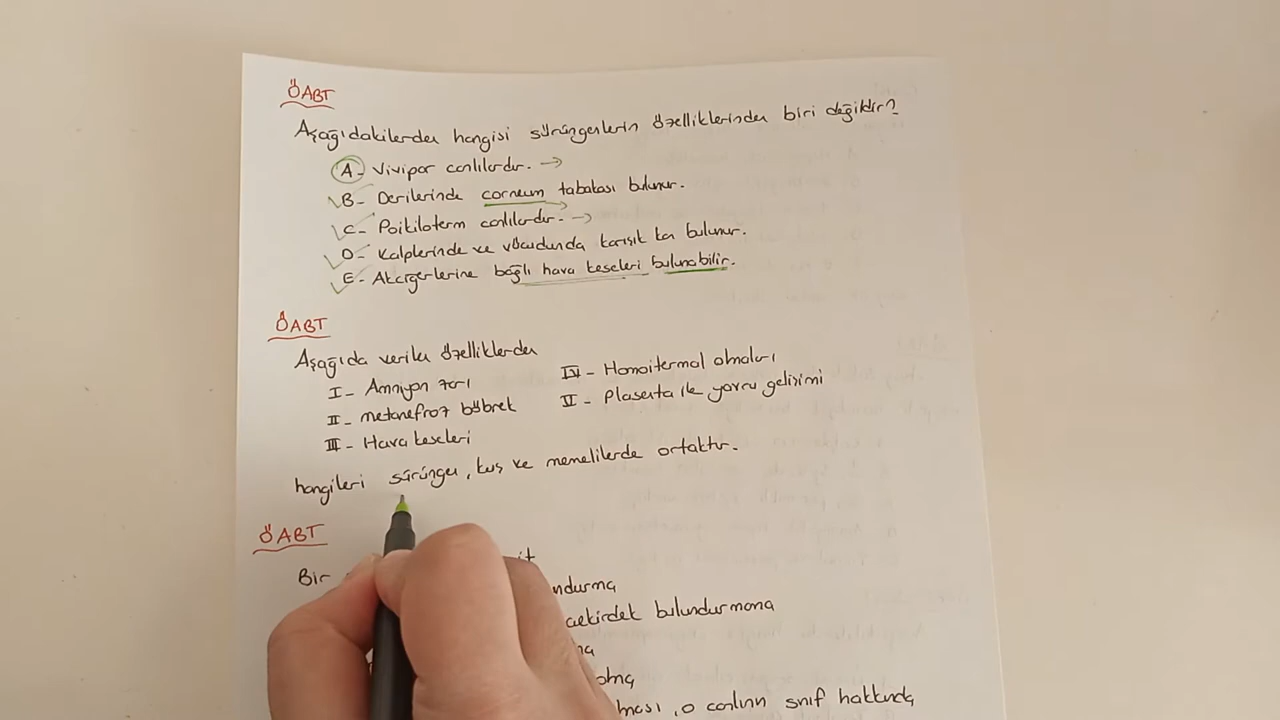 ÖABT
Aşağıdakilerden hangisi sürüngenlerin özelliklerinden biri değildir?
A- Vivipar canlılardır. →
B- Derilerinde corneum tabakası bulunur.
C- Poikiloterm canlılardır. →
D- Kalplerinde ve vücudunda karışık kan bulunur.
E- Akciğerlerine bağlı hava keseleri bulunabilir.
ÖABT
Aşağıda verilen özelliklerden
I- Amniyon zarı
II- metanefroz böbrek
III- Hava keseleri
IV- Homoitermal olmaları
II- Plasenta ile yavru gelişimi
hangileri sürüngen, kuş ve memelilerde ortaktır.
ÖABT
Bir
çekirdek bulundurmama
, o canlının sınıf hakkında